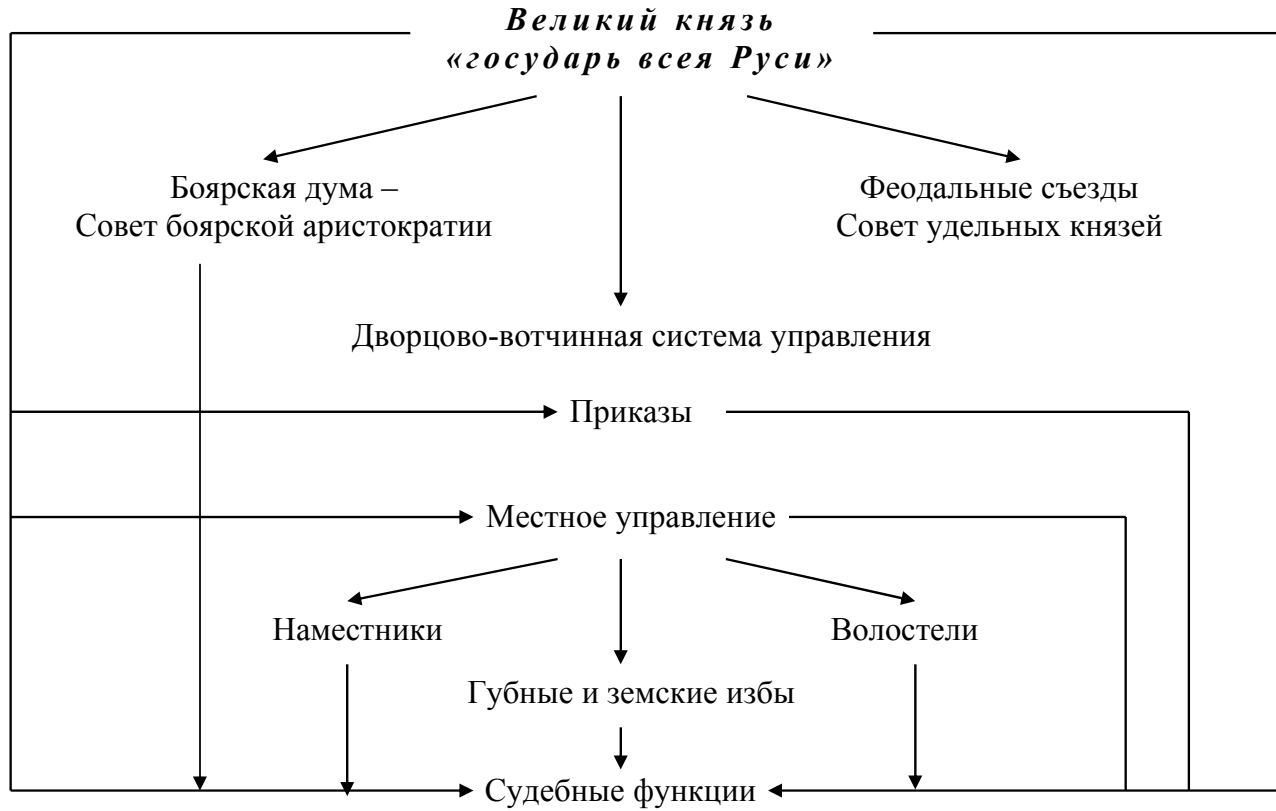 Великий князь
«государь всея Руси»
Боярская дума –
Совет боярской аристократии
Феодальные съезды
Совет удельных князей
Дворцово-вотчинная система управления
Приказы
Местное управление
Наместники
Волостели
Губные и земские избы
Судебные функции